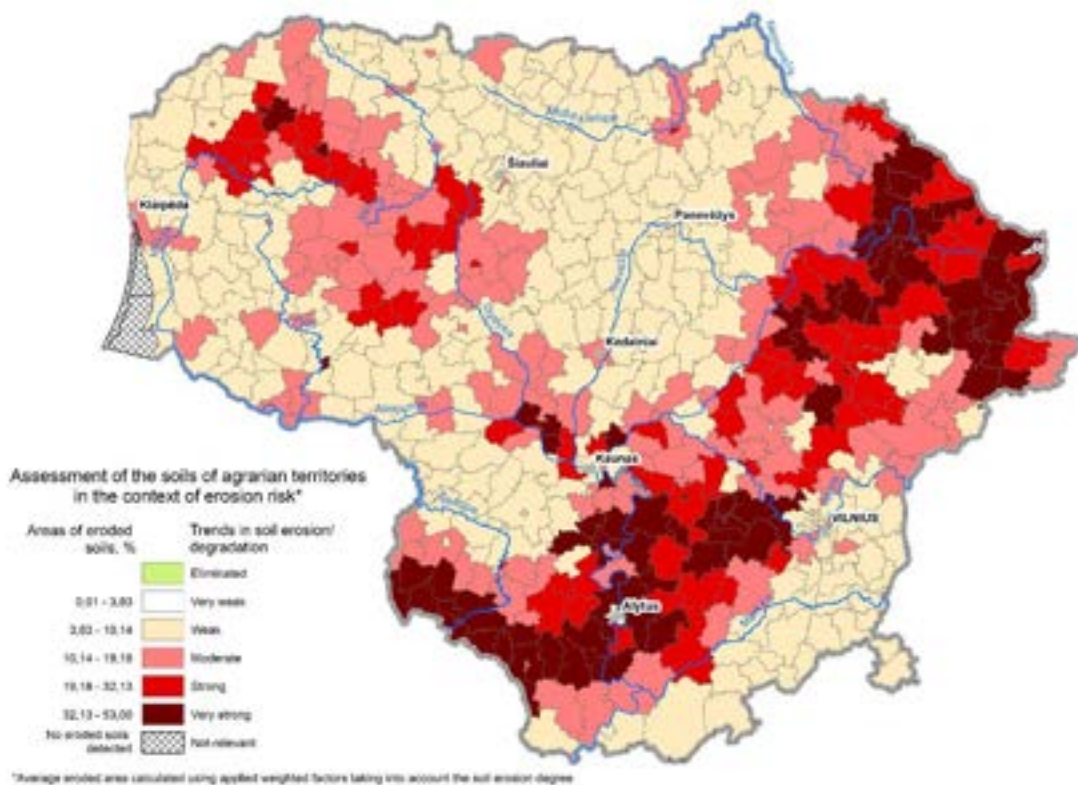 Šiauliai
Klaipėda
Panevėžys
Kėdainiai
Kaunas
VILNIUS
Alytus
Assessment of the soils of agrarian territories
in the context of erosion risk*
Areas of eroded
soils, %
Trends in soil erosion/
degradation
Eliminated
0,01 - 3,83 Very weak
3,83 - 10,14 Weak
10,14 - 19,18 Moderate
19,18 - 32,13 Strong
32,13 - 53,00 Very strong
No eroded soils
detected
Not-relevant
*Average eroded area calculated using applied weighted factors taking into account the soil erosion degree